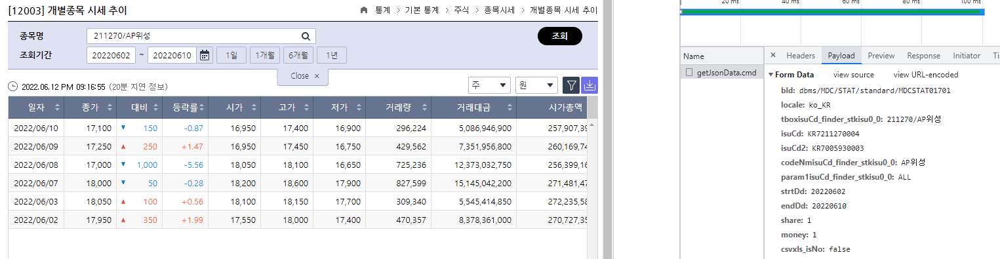 [12003] 개별종목 시세 추이
통계 > 기본 통계 > 주식 > 종목시세 > 개별종목 시세 추이
종목명 211270/AP위성 조회
조회기간 20220602 ~ 20220610 1일 1개월 6개월 1년
Close ×
2022.06.12 PM 09:16:55 (20분 지연 정보) 주 원
일자 종가 대비 등락률 시가 고가 저가 거래량 거래대금 시가총액
2022/06/10 17,100 ▼ 150 -0.87 16,950 17,400 16,900 296,224 5,086,946,900 257,907,39
2022/06/09 17,250 ▲ 250 +1.47 16,950 17,450 16,750 429,562 7,351,956,800 260,169,74
2022/06/08 17,000 ▼ 1,000 -5.56 18,050 18,100 16,650 725,236 12,373,032,750 256,399,16
2022/06/07 18,000 ▼ 50 -0.28 18,200 18,600 17,900 827,599 15,145,042,200 271,481,47
2022/06/03 18,050 ▲ 100 +0.56 18,100 18,150 17,700 309,340 5,545,414,850 272,235,58
2022/06/02 17,950 ▲ 350 +1.99 17,550 18,000 17,400 470,357 8,378,361,000 270,727,35
20 ms 40 ms 60 ms 80 ms 100 ms
Name × Headers Payload Preview Response Initiator Ti
getJsonData.cmd
▼ Form Data view source view URL-encoded
bld: dbms/MDC/STAT/standard/MDCSTAT01701
locale: ko_KR
tboxisuCd_finder_stkisu0_0: 211270/AP위성
isuCd: KR7211270004
isuCd2: KR7005930003
codeNmisuCd_finder_stkisu0_0: AP위성
param1isuCd_finder_stkisu0_0: ALL
strtDd: 20220602
endDd: 20220610
share: 1
money: 1
csvxls_isNo: false